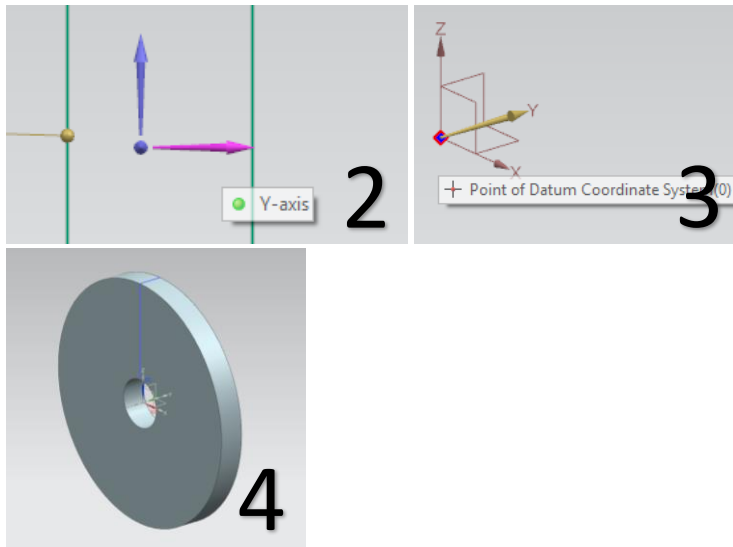 Y-axis
2
Z
Y
X
Point of Datum Coordinate System(0)
3
4